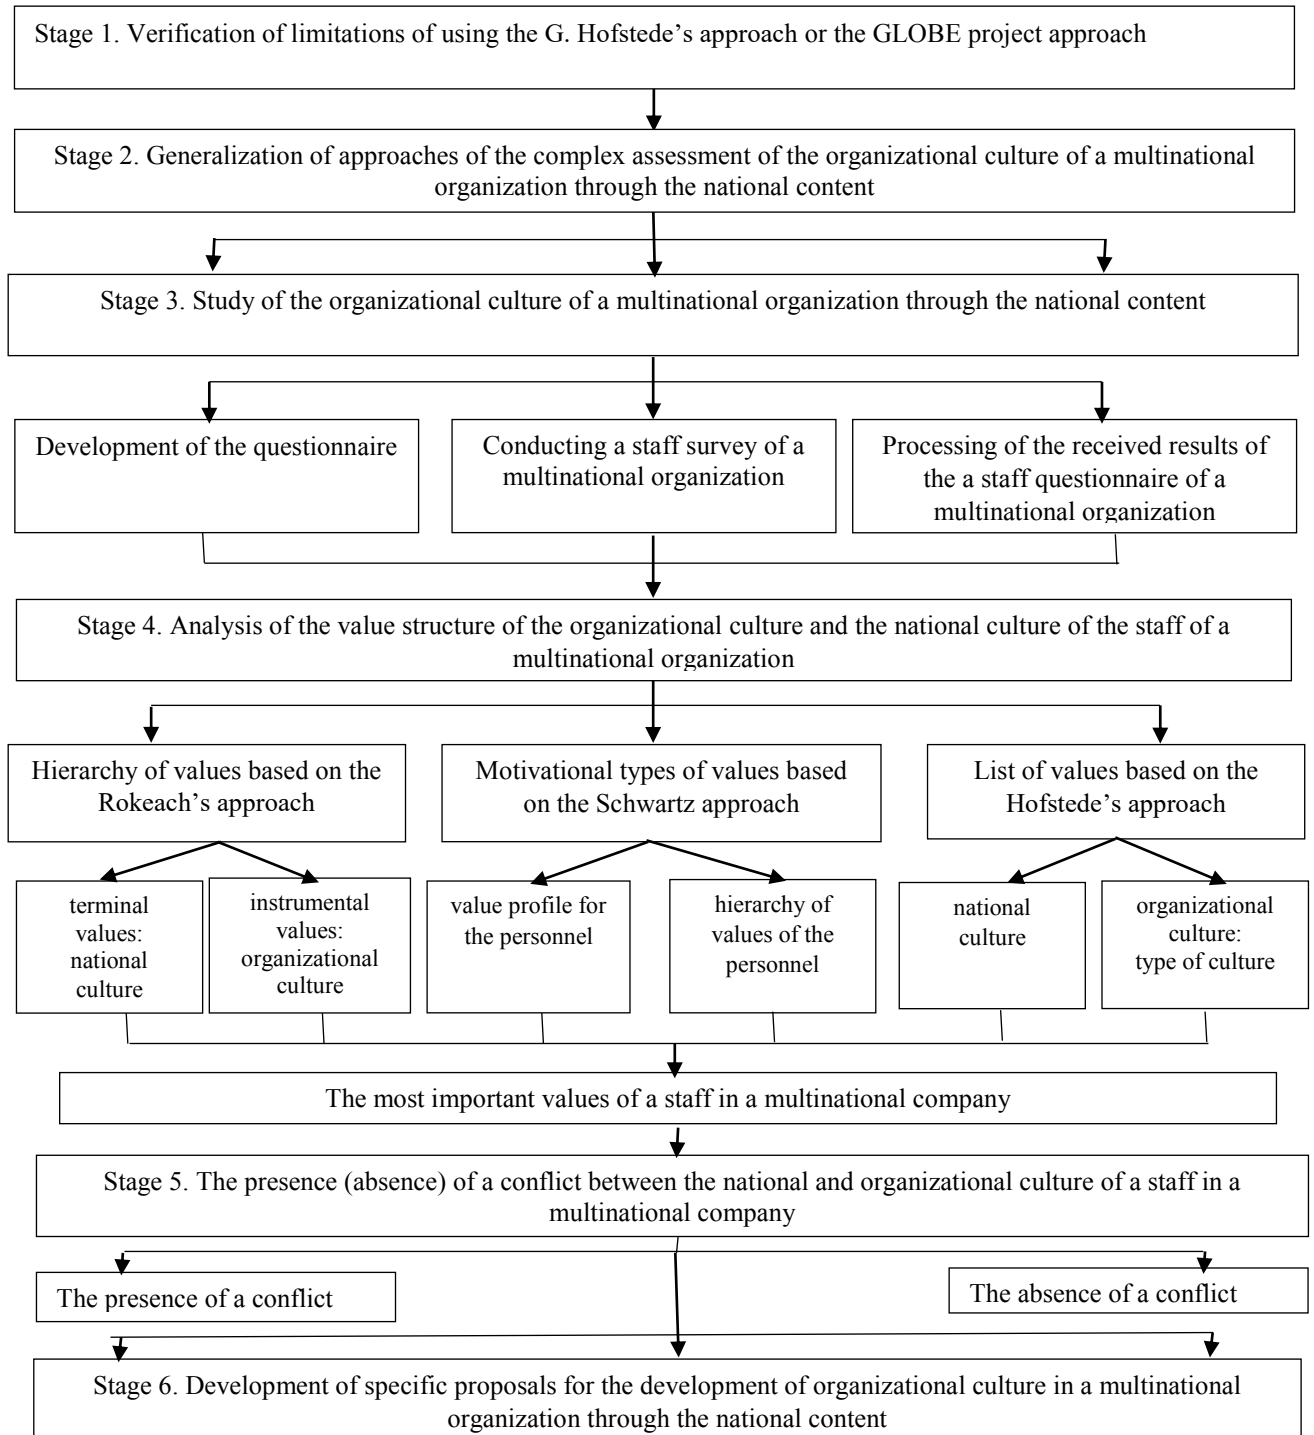 Stage 1. Verification of limitations of using the G. Hofstede’s approach or the GLOBE project approach
Stage 2. Generalization of approaches of the complex assessment of the organizational culture of a multinational
organization through the national content
Stage 3. Study of the organizational culture of a multinational organization through the national content
Development of the questionnaire
Conducting a staff survey of a
multinational organization
Processing of the received results of
the a staff questionnaire of a
multinational organization
Stage 4. Analysis of the value structure of the organizational culture and the national culture of the staff of a
multinational organization
Hierarchy of values based on the
Rokeach’s approach
Motivational types of values based
on the Schwartz approach
List of values based on the
Hofstede’s approach
terminal
values:
national
culture
instrumental
values:
organizational
culture
value profile for
the personnel
hierarchy of
values of the
personnel
national
culture
organizational
culture:
type of culture
The most important values of a staff in a multinational company
Stage 5. The presence (absence) of a conflict between the national and organizational culture of a staff in a
multinational company
The presence of a conflict
The absence of a conflict
Stage 6. Development of specific proposals for the development of organizational culture in a multinational
organization through the national content